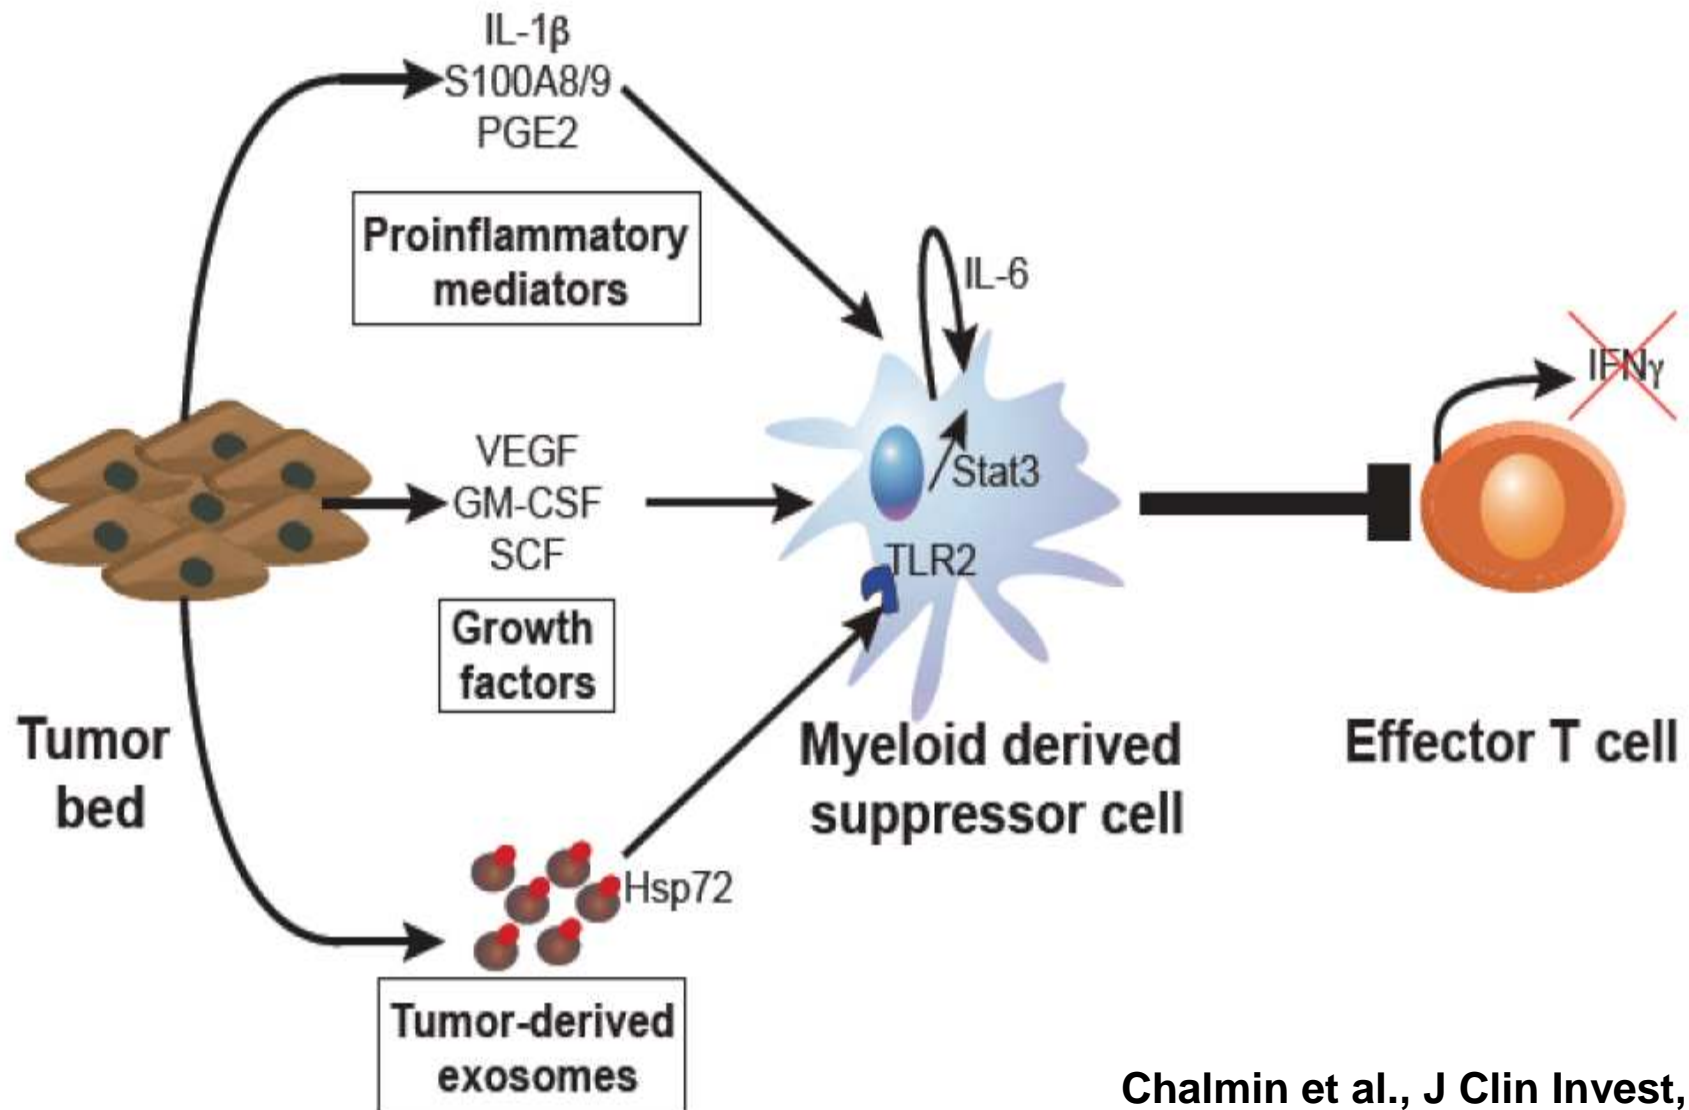 IL-1β
S100A8/9
PGE2
Proinflammatory
mediators
IL-6
IFNγ
VEGF
GM-CSF
SCF
Stat3
TLR2
Growth
factors
Tumor
bed
Myeloid derived
suppressor cell
Effector T cell
Hsp72
Tumor-derived
exosomes
Chalmin et al., J Clin Invest,